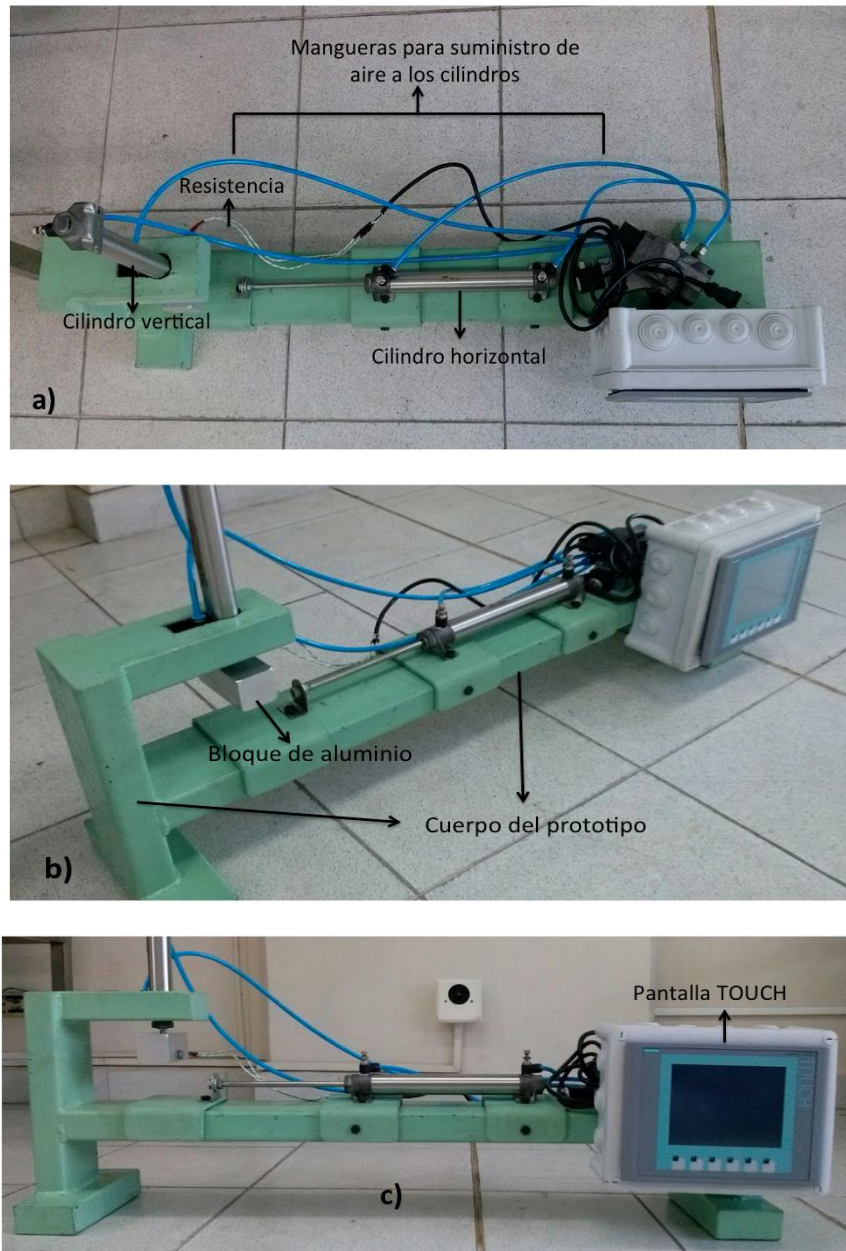 Mangueras para suministro de
aire a los cilindros
Resistencia
Cilindro vertical
Cilindro horizontal
a)
Bloque de aluminio
Cuerpo del prototipo
b)
Pantalla TOUCH
SIEMENS
TOUCH
c)